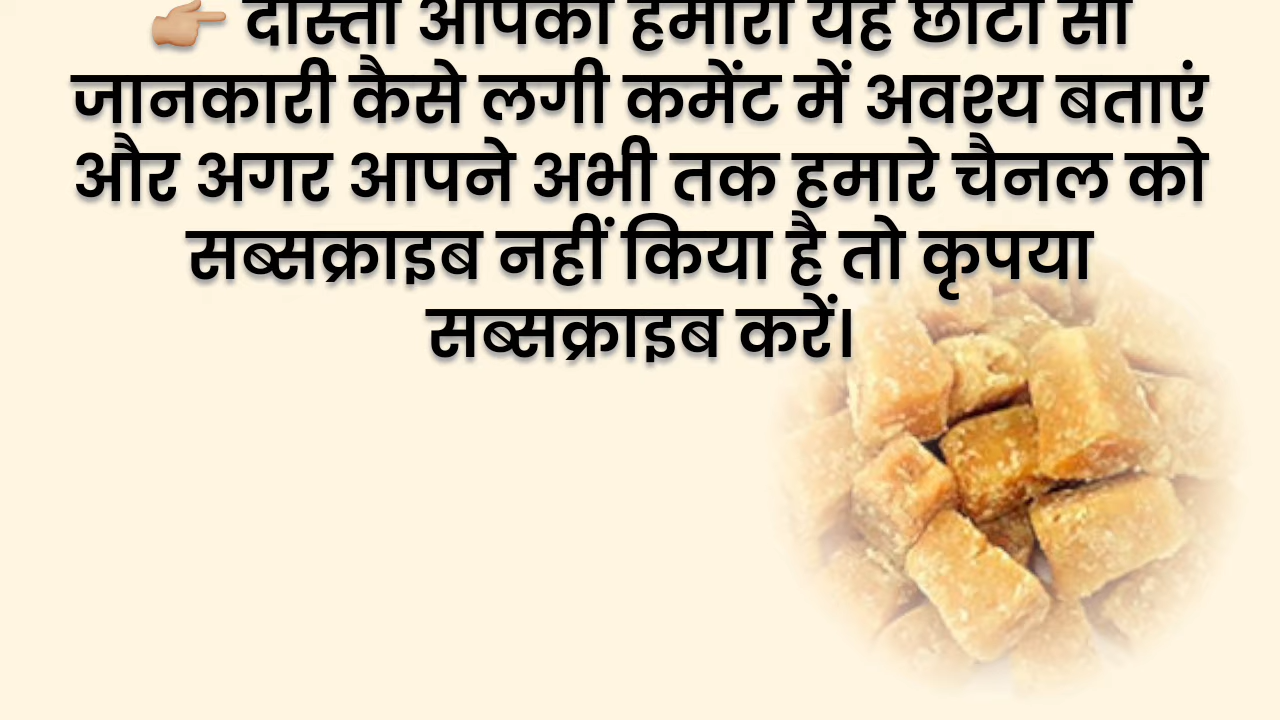 👉🏼 दोस्तों आपको हमारी यह छोटी सी
जानकारी कैसे लगी कमेंट में अवश्य बताएं
और अगर आपने अभी तक हमारे चैनल को
सब्सक्राइब नहीं किया है तो कृपया
सब्सक्राइब करें।